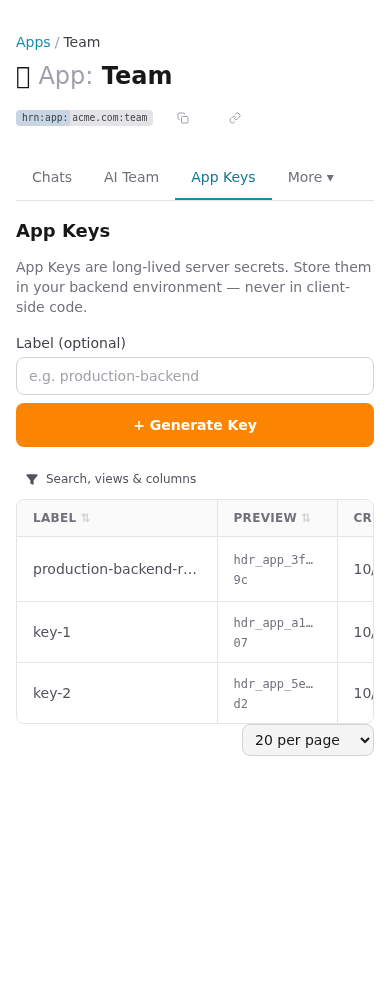 Apps / Team
App: Team
hrn:app: acme.com:team
Chats AI Team App Keys More ▾
App Keys
App Keys are long-lived server secrets. Store them
in your backend environment — never in client-
side code.
Label (optional)
e.g. production-backend
+ Generate Key
Search, views & columns
LABEL ⇅ PREVIEW ⇅ CR
production-backend-r… hdr_app_3f…
9c 10/
key-1 hdr_app_a1…
07 10/
key-2 hdr_app_5e…
d2 10/
20 per page